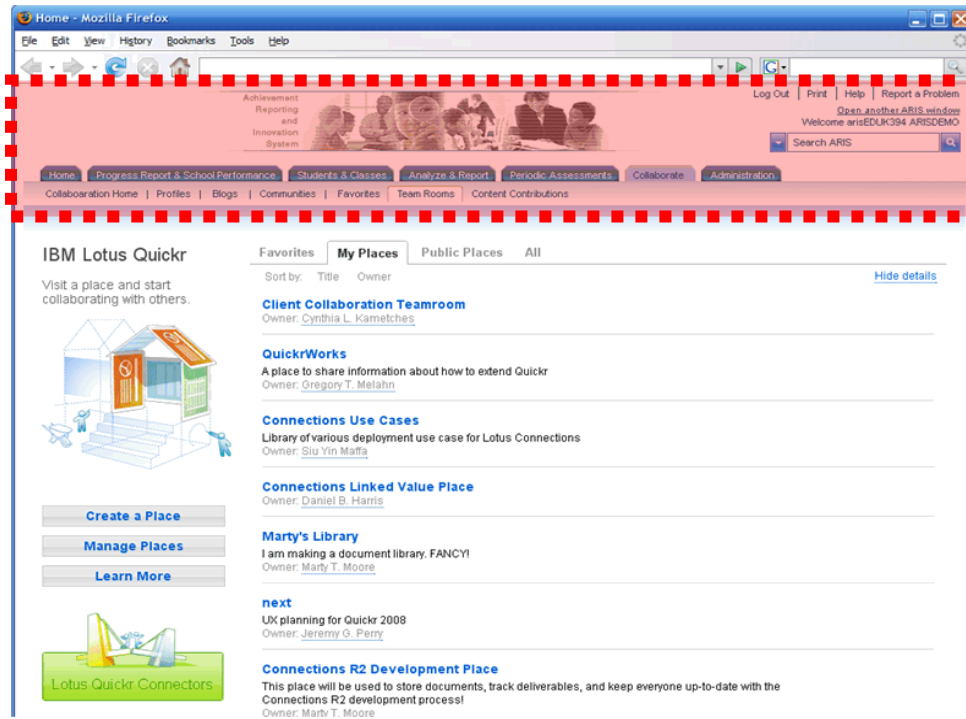 Home - Mozilla Firefox
File Edit View History Bookmarks Tools Help
G
Achievement
Reporting
and
Innovation
System
Log Out | Print | Help | Report a Problem
Open another ARIS window
Welcome arisEDUK394 ARISDEMO
Search ARIS
Home Progress Report & School Performance Students & Classes Analyze & Report Periodic Assessments Collaborate Administration
Collaboaration Home | Profiles | Blogs | Communities | Favorites Team Rooms Content Contributions
IBM Lotus Quickr
Visit a place and start
collaborating with others.
Create a Place
Manage Places
Learn More
Lotus Quickr Connectors
Favorites My Places Public Places All
Sort by: Title Owner Hide details
Client Collaboration Teamroom
Owner: Cynthia L. Kametches
QuickrWorks
A place to share information about how to extend Quickr
Owner: Gregory T. Melahn
Connections Use Cases
Library of various deployment use case for Lotus Connections
Owner: Siu Yin Maffa
Connections Linked Value Place
Owner: Daniel B. Harris
Marty's Library
I am making a document library. FANCY!
Owner: Marty T. Moore
next
UX planning for Quickr 2008
Owner: Jeremy G. Perry
Connections R2 Development Place
This place will be used to store documents, track deliverables, and keep everyone up-to-date with the
Connections R2 development process!
Owner: Marty T. Moore